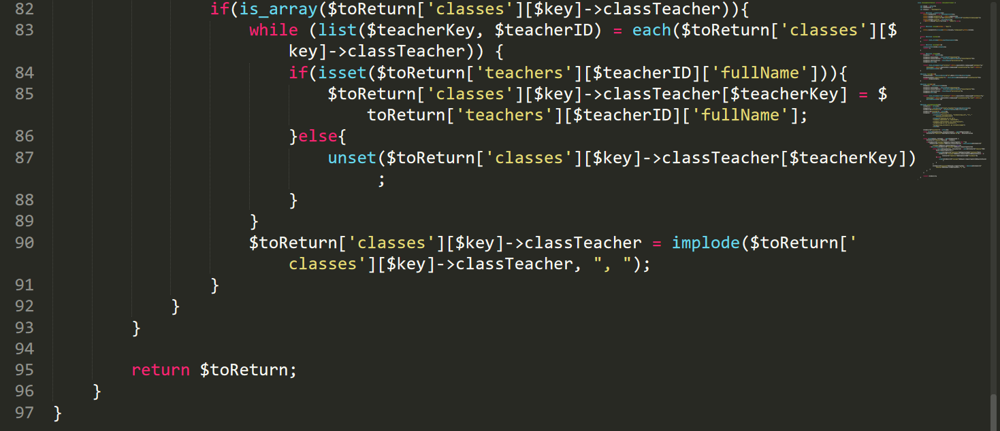 82 if(is_array($toReturn['classes'][$key]->classTeacher)){
83 while (list($teacherKey, $teacherID) = each($toReturn['classes'][$
key]->classTeacher)) {
84 if(isset($toReturn['teachers'][$teacherID]['fullName'])){
85 $toReturn['classes'][$key]->classTeacher[$teacherKey] = $
toReturn['teachers'][$teacherID]['fullName'];
86 }else{
87 unset($toReturn['classes'][$key]->classTeacher[$teacherKey])
;
88 }
89 }
90 $toReturn['classes'][$key]->classTeacher = implode($toReturn['
classes'][$key]->classTeacher, ", ");
91 }
92 }
93 }
94
95 return $toReturn;
96 }
97 }